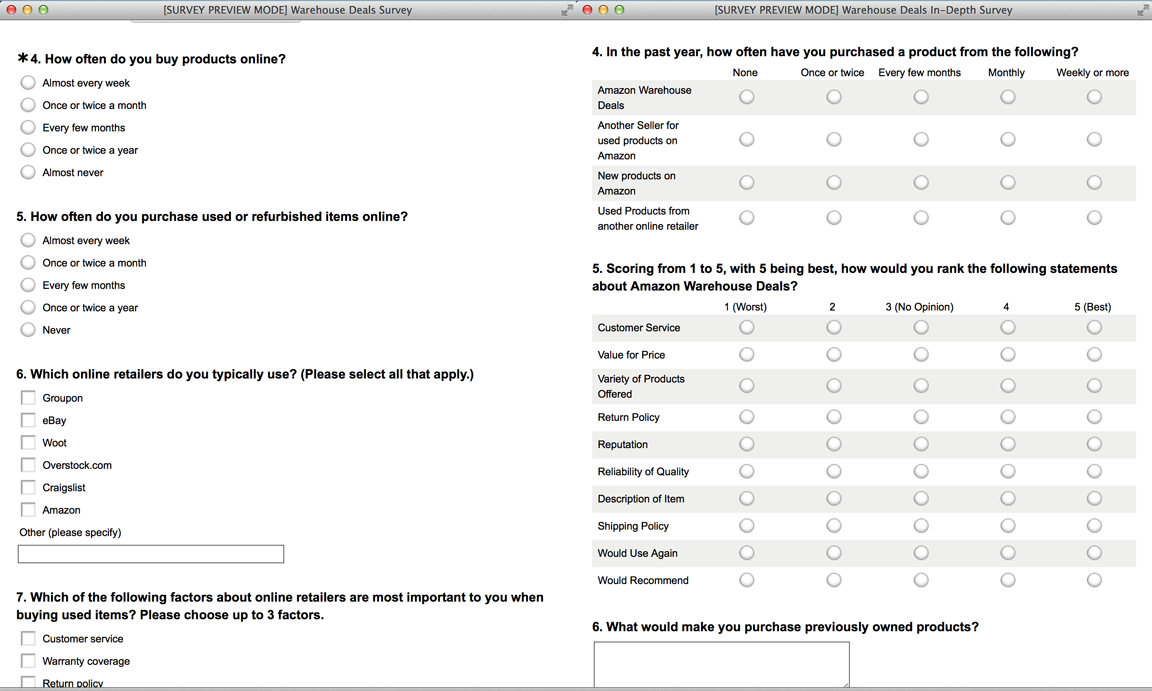 [SURVEY PREVIEW MODE] Warehouse Deals Survey
*4. How often do you buy products online?
Almost every week
Once or twice a month
Every few months
Once or twice a year
Almost never
5. How often do you purchase used or refurbished items online?
Almost every week
Once or twice a month
Every few months
Once or twice a year
Never
6. Which online retailers do you typically use? (Please select all that apply.)
Groupon
eBay
Woot
Overstock.com
Craigslist
Amazon
Other (please specify)
7. Which of the following factors about online retailers are most important to you when
buying used items? Please choose up to 3 factors.
Customer service
Warranty coverage
Return policy
[SURVEY PREVIEW MODE] Warehouse Deals In-Depth Survey
4. In the past year, how often have you purchased a product from the following?
None Once or twice Every few months Monthly Weekly or more
Amazon Warehouse
Deals
Another Seller for
used products on
Amazon
New products on
Amazon
Used Products from
another online retailer
5. Scoring from 1 to 5, with 5 being best, how would you rank the following statements
about Amazon Warehouse Deals?
1 (Worst) 2 3 (No Opinion) 4 5 (Best)
Customer Service
Value for Price
Variety of Products
Offered
Return Policy
Reputation
Reliability of Quality
Description of Item
Shipping Policy
Would Use Again
Would Recommend
6. What would make you purchase previously owned products?